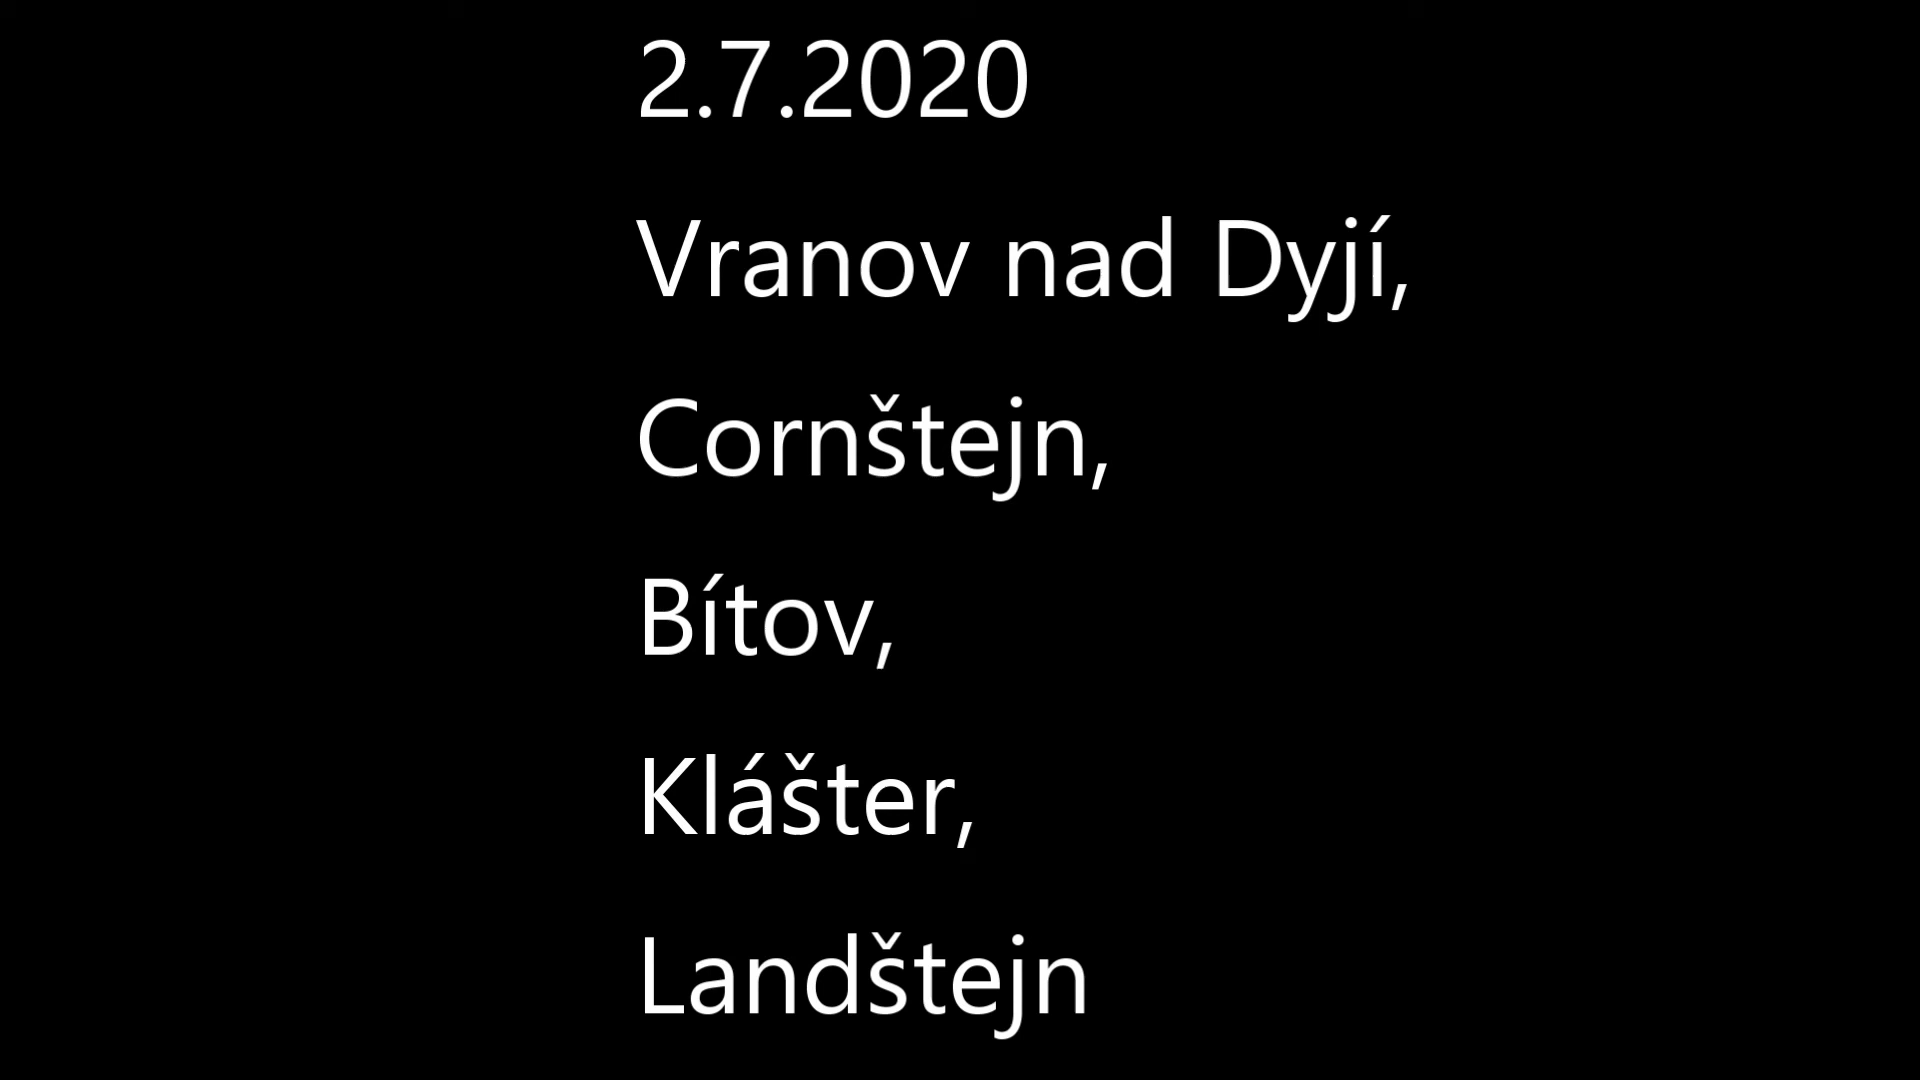 2.7.2020
Vranov nad Dyjí,
Cornštejn,
Bítov,
Klášter,
Landštejn